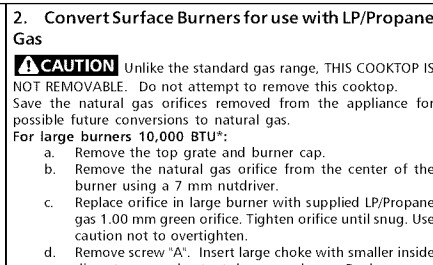 2. Convert Surface Burners for use with LP/Propane
Gas
CAUTION Unlike the standard gas range, THIS COOKTOP IS
NOT REMOVABLE. Do not attempt to remove this cooktop.
Save the natural gas orifices removed from the appliance for
possible future conversions to natural gas.
For large burners 10,000 BTU*:
a. Remove the top grate and burner cap.
b. Remove the natural gas orifice from the center of the
burner using a 7 mm nutdriver.
c. Replace orifice in large burner with supplied LP/Propane
gas 1.00 mm green orifice. Tighten orifice until snug. Use
caution not to overtighten.
d. Remove screw "A". Insert large choke with smaller inside